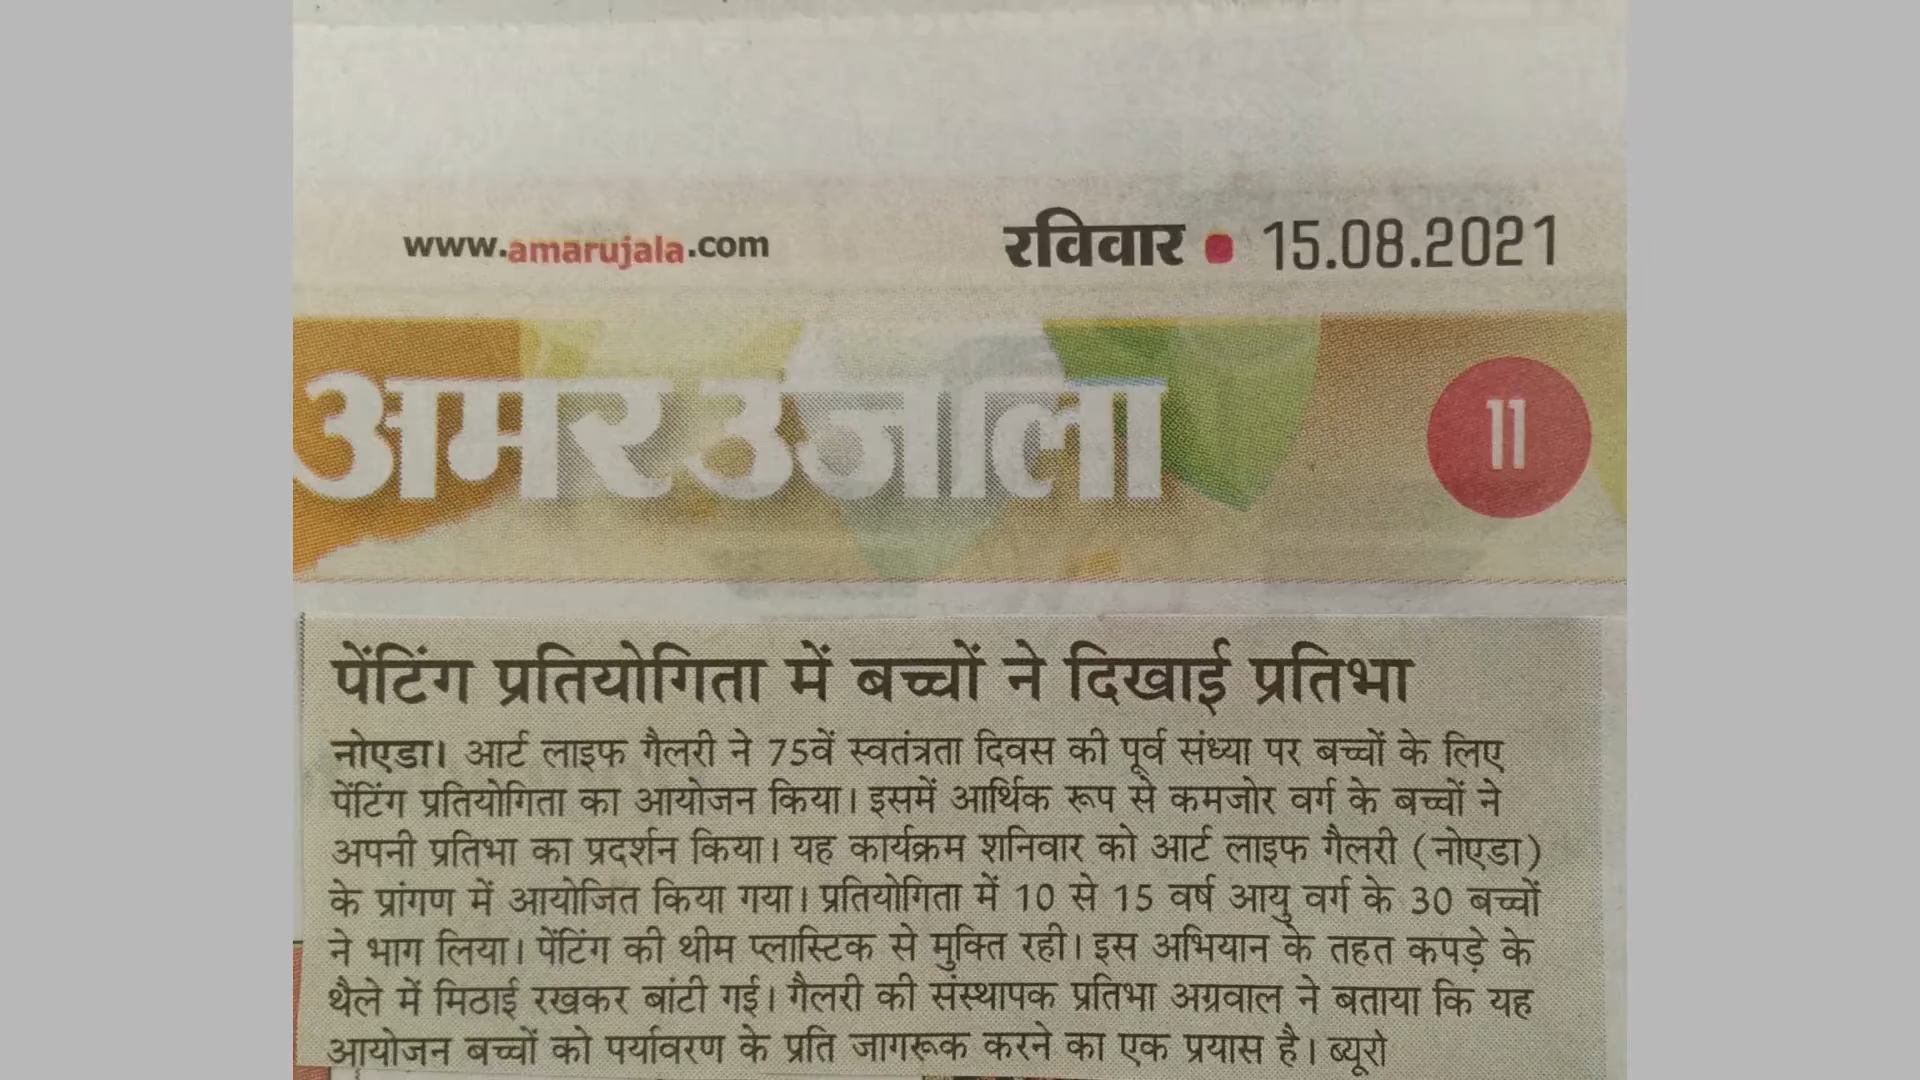 www.amarujala.com
रविवार • 15.08.2021
अमर उजाला
11
पेंटिंग प्रतियोगिता में बच्चों ने दिखाई प्रतिभा
नोएडा। आर्ट लाइफ गैलरी ने 75वें स्वतंत्रता दिवस की पूर्व संध्या पर बच्चों के लिए
पेंटिंग प्रतियोगिता का आयोजन किया। इसमें आर्थिक रूप से कमजोर वर्ग के बच्चों ने
अपनी प्रतिभा का प्रदर्शन किया। यह कार्यक्रम शनिवार को आर्ट लाइफ गैलरी (नोएडा)
के प्रांगण में आयोजित किया गया। प्रतियोगिता में 10 से 15 वर्ष आयु वर्ग के 30 बच्चों
ने भाग लिया। पेंटिंग की थीम प्लास्टिक से मुक्ति रही। इस अभियान के तहत कपड़े के
थैले में मिठाई रखकर बांटी गई। गैलरी की संस्थापक प्रतिभा अग्रवाल ने बताया कि यह
आयोजन बच्चों को पर्यावरण के प्रति जागरूक करने का एक प्रयास है। ब्यूरो